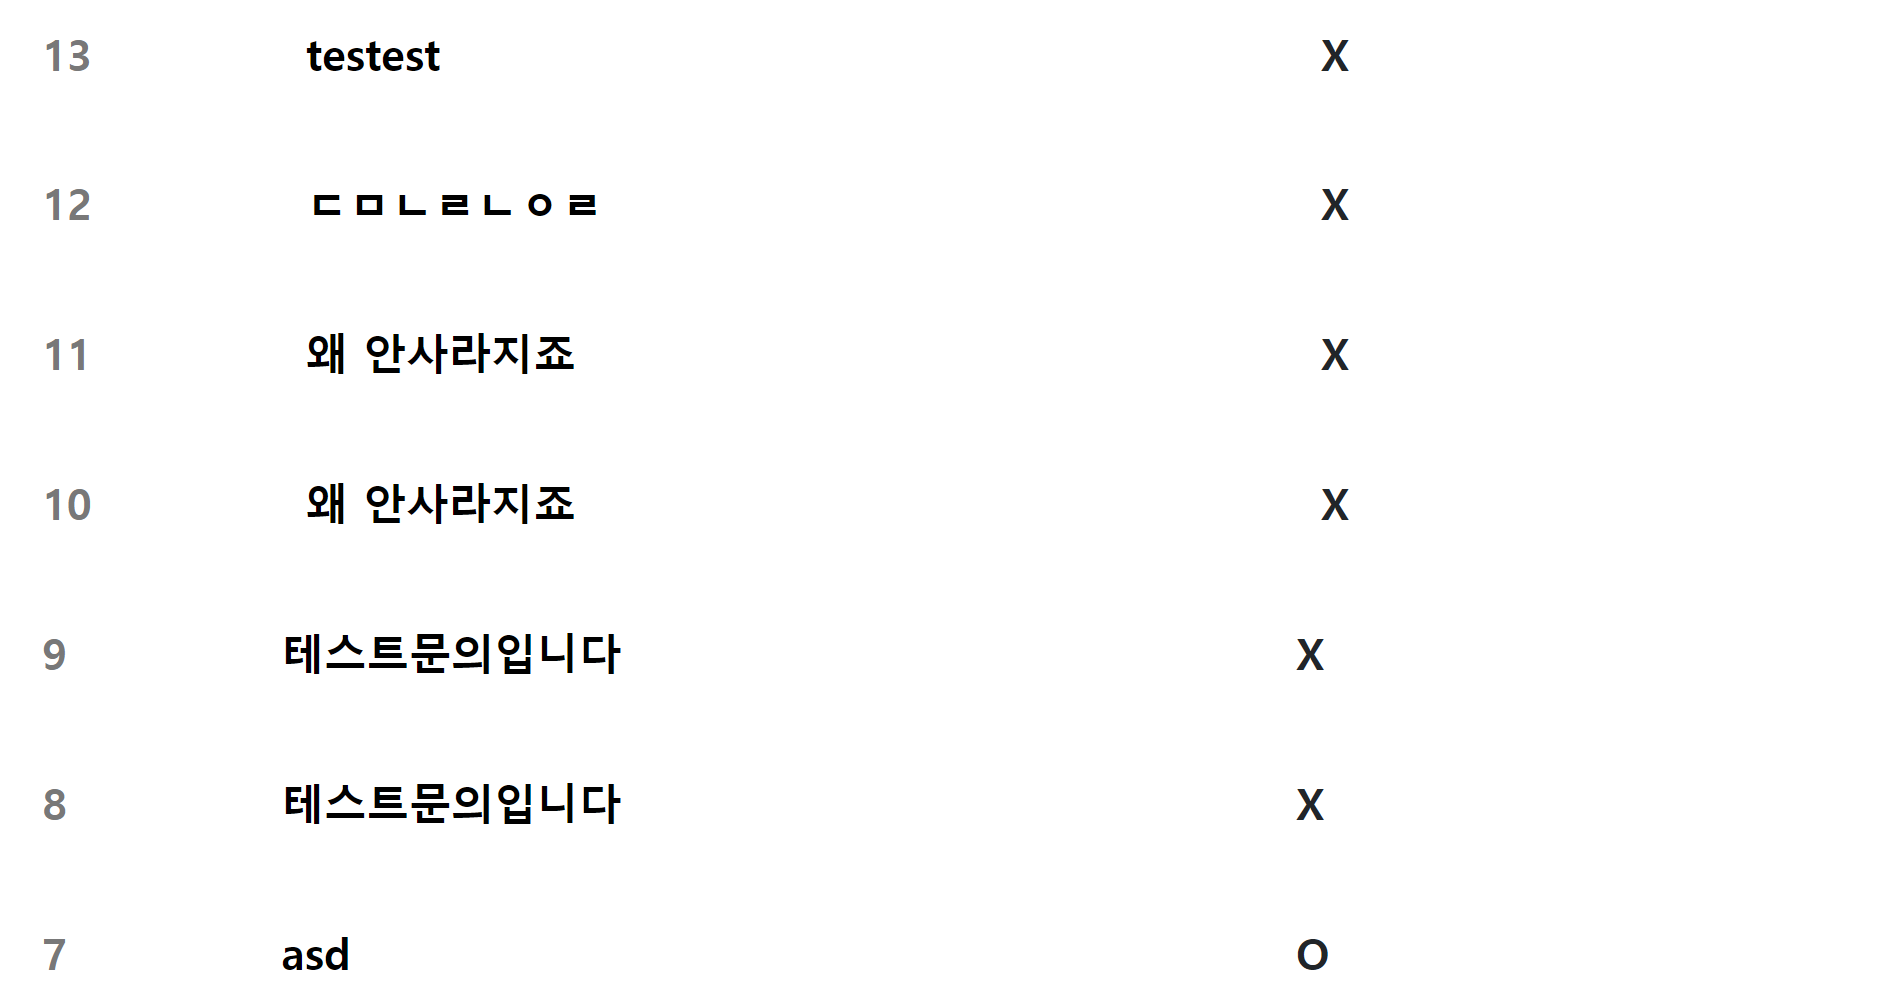 13 testest X
12 ㄷㅁㄴㄹㄴㅇㄹ X
11 왜 안사라지죠 X
10 왜 안사라지죠 X
9 테스트문의입니다 X
8 테스트문의입니다 X
7 asd O